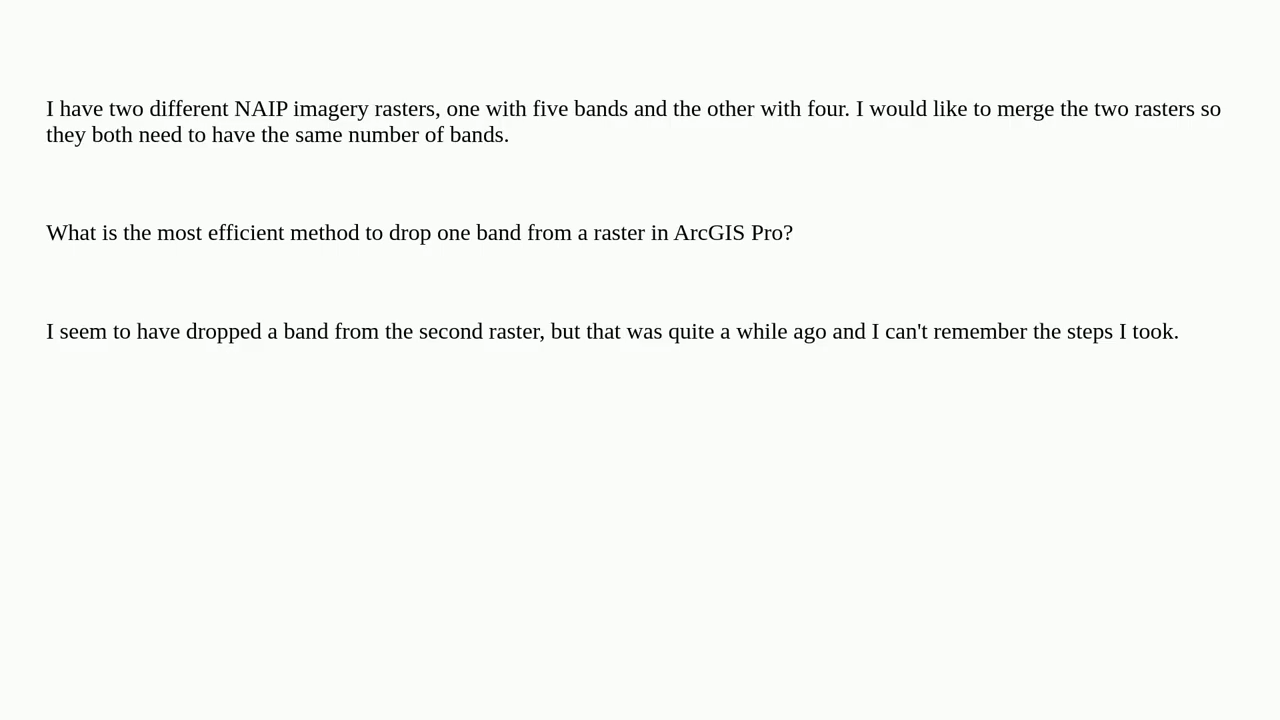 I have two different NAIP imagery rasters, one with five bands and the other with four. I would like to merge the two rasters so
they both need to have the same number of bands.
What is the most efficient method to drop one band from a raster in ArcGIS Pro?
I seem to have dropped a band from the second raster, but that was quite a while ago and I can't remember the steps I took.